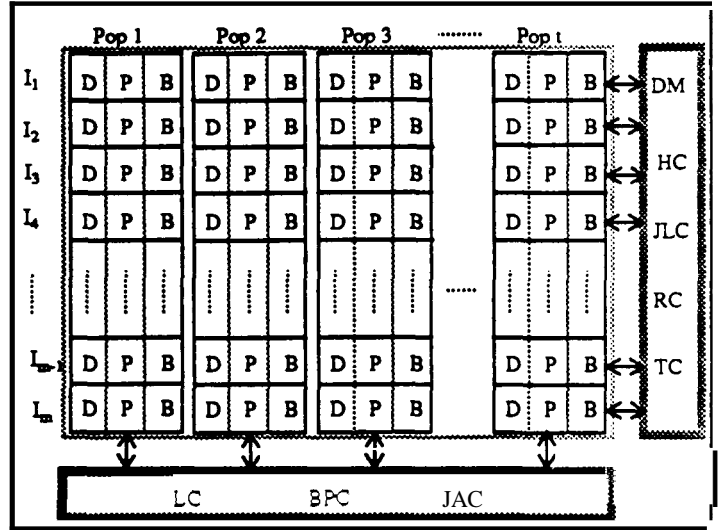 Pop 1 Pop 2 Pop 3 ........ Pop t
I1 D P B D P B D P B D P B DM
I2 D P B D P B D P B D P B
I3 D P B D P B D P B D P B HC
I4 D P B D P B D P B D P B JLC
........ ........ ........ ........ ........ ........ ........ ........ ........ ........ ........ ........ ........ ........ RC
Im-1 D P B D P B D P B D P B TC
Im D P B D P B D P B D P B
LC BPC JAC